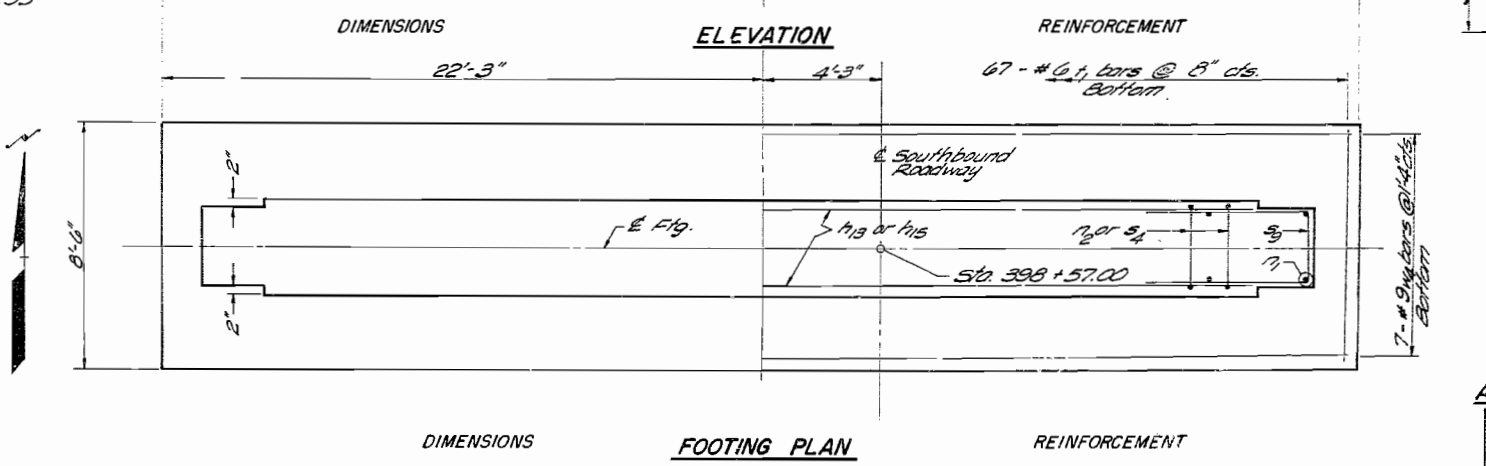 DIMENSIONS
ELEVATION
REINFORCEMENT
22'-3"
4'-3"
67 - #6 t, bars @ 8" cts.
Bottom
N
8'-6"
2"
2"
℄ Southbound
Roadway
℄ Ftg.
h13 or h15
n2 or s4
s9
n1
Sta. 398 + 57.00
7 - #9 w4 bars @ 1'-4" cts.
Bottom
DIMENSIONS
FOOTING PLAN
REINFORCEMENT